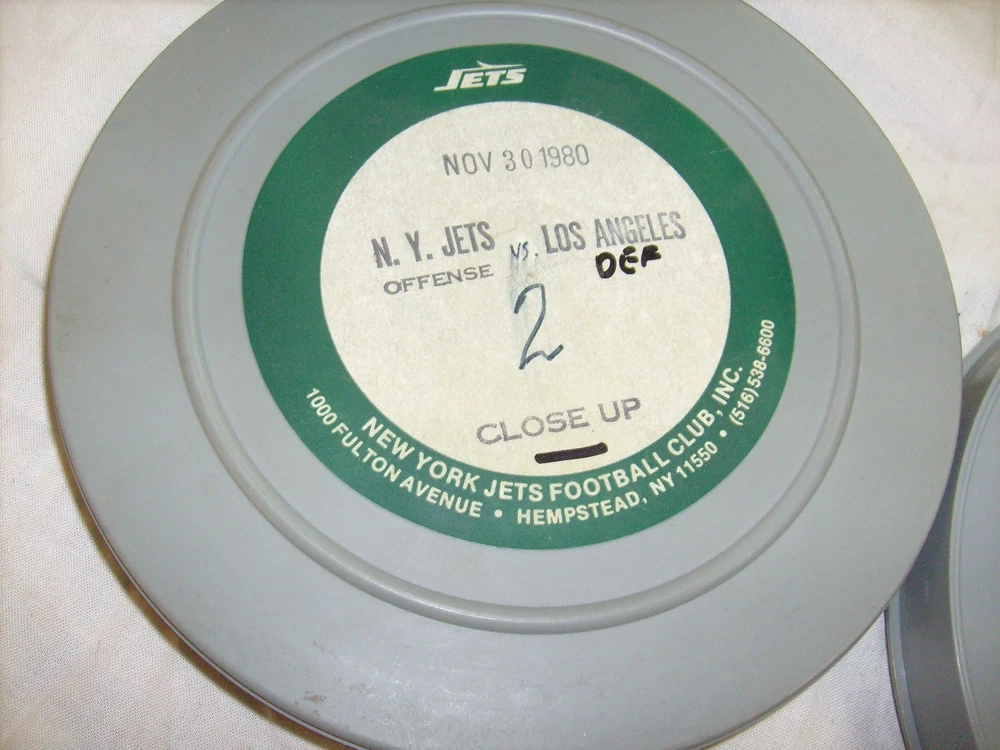 JETS
NOV 30 1980
N. Y. JETS vs. LOS ANGELES
OFFENSE DEF
2
CLOSE UP
NEW YORK JETS FOOTBALL CLUB, INC.
1000 FULTON AVENUE • HEMPSTEAD, NY 11550 • (516) 538-6600